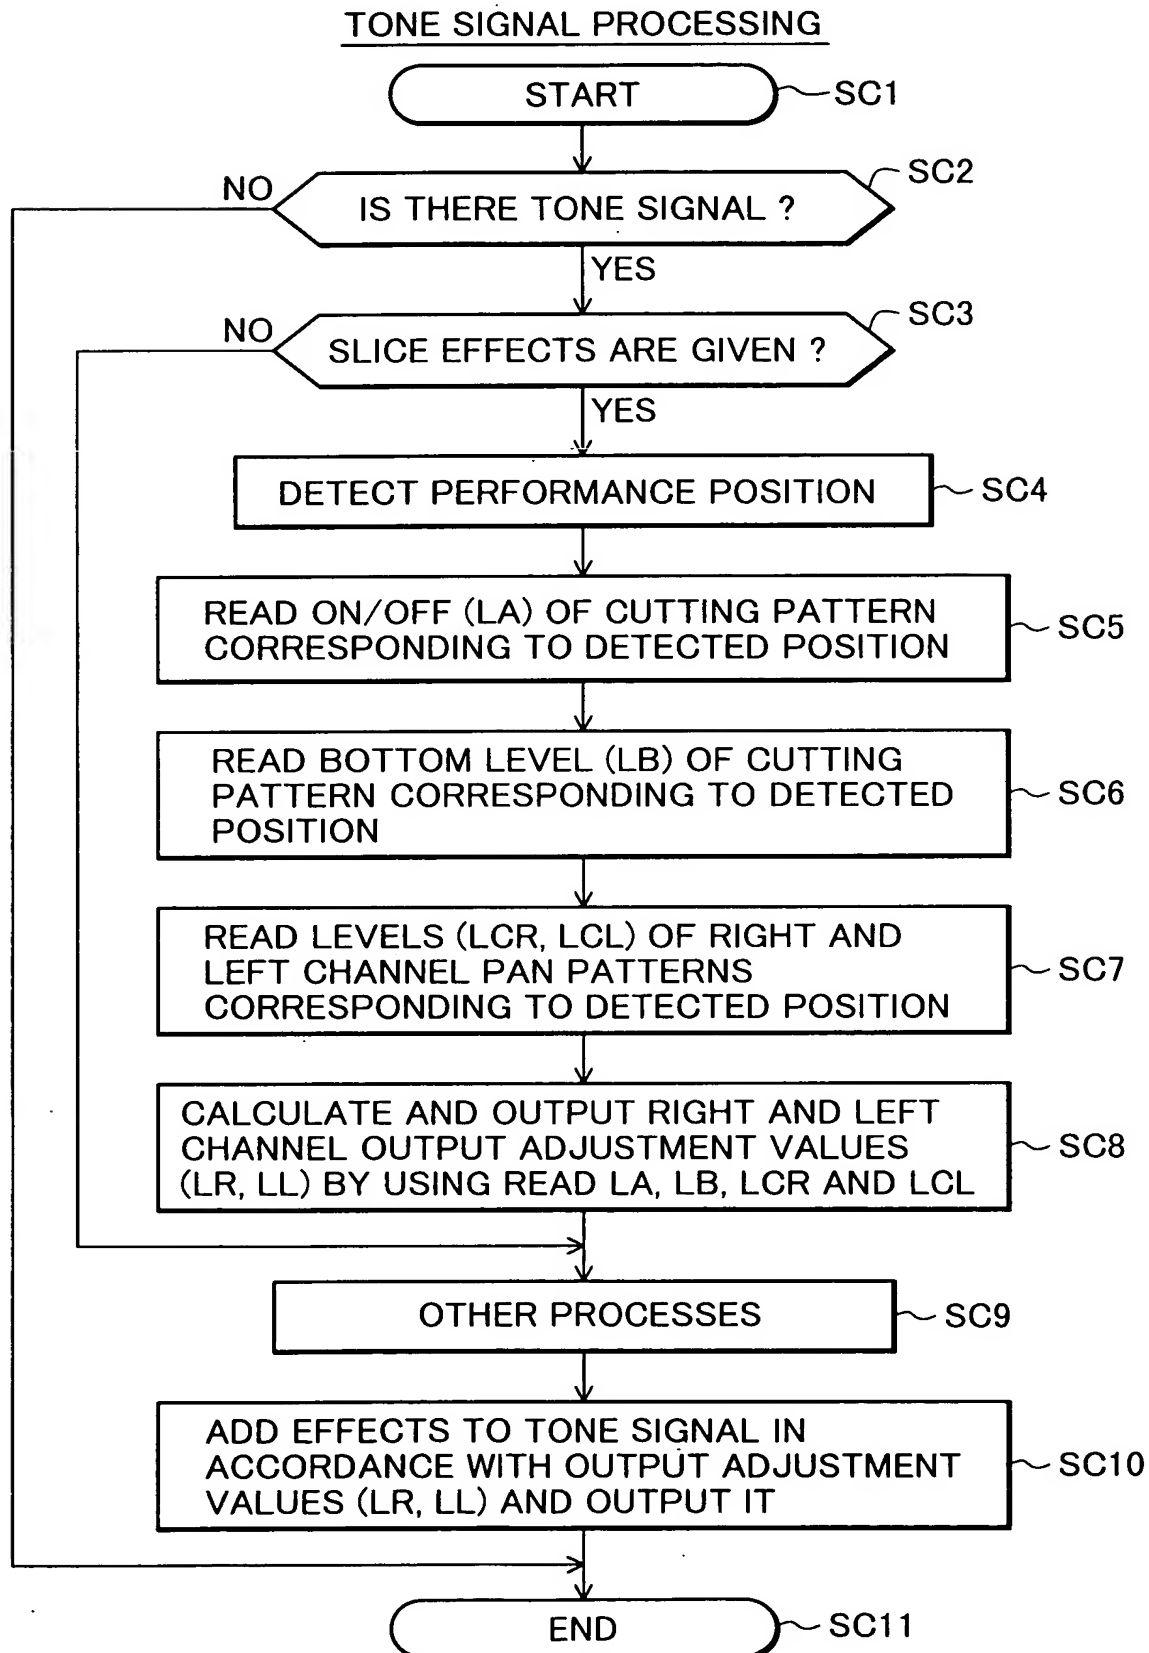 TONE SIGNAL PROCESSING
START
SC1
IS THERE TONE SIGNAL ?
SC2
NO
YES
SLICE EFFECTS ARE GIVEN ?
SC3
NO
YES
DETECT PERFORMANCE POSITION
SC4
READ ON/OFF (LA) OF CUTTING PATTERN
CORRESPONDING TO DETECTED POSITION
SC5
READ BOTTOM LEVEL (LB) OF CUTTING
PATTERN CORRESPONDING TO DETECTED
POSITION
SC6
READ LEVELS (LCR, LCL) OF RIGHT AND
LEFT CHANNEL PAN PATTERNS
CORRESPONDING TO DETECTED POSITION
SC7
CALCULATE AND OUTPUT RIGHT AND LEFT
CHANNEL OUTPUT ADJUSTMENT VALUES
(LR, LL) BY USING READ LA, LB, LCR AND LCL
SC8
OTHER PROCESSES
SC9
ADD EFFECTS TO TONE SIGNAL IN
ACCORDANCE WITH OUTPUT ADJUSTMENT
VALUES (LR, LL) AND OUTPUT IT
SC10
END
SC11